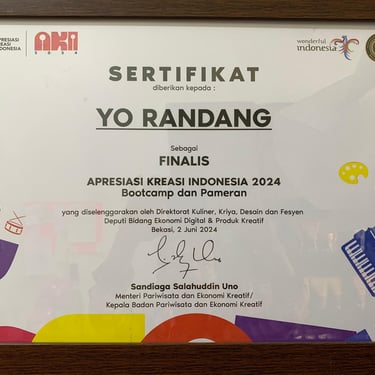 APRESIASI
KREASI
INDONESIA
AKI
2024
wonderful
indonesia
SERTIFIKAT
diberikan kepada :
YO RANDANG
Sebagai
FINALIS
APRESIASI KREASI INDONESIA 2024
Bootcamp dan Pameran
yang diselenggarakan oleh Direktorat Kuliner, Kriya, Desain dan Fesyen
Deputi Bidang Ekonomi Digital & Produk Kreatif
Bekasi, 2 Juni 2024
Sandiaga Salahuddin Uno
Menteri Pariwisata dan Ekonomi Kreatif/
Kepala Badan Pariwisata dan Ekonomi Kreatif